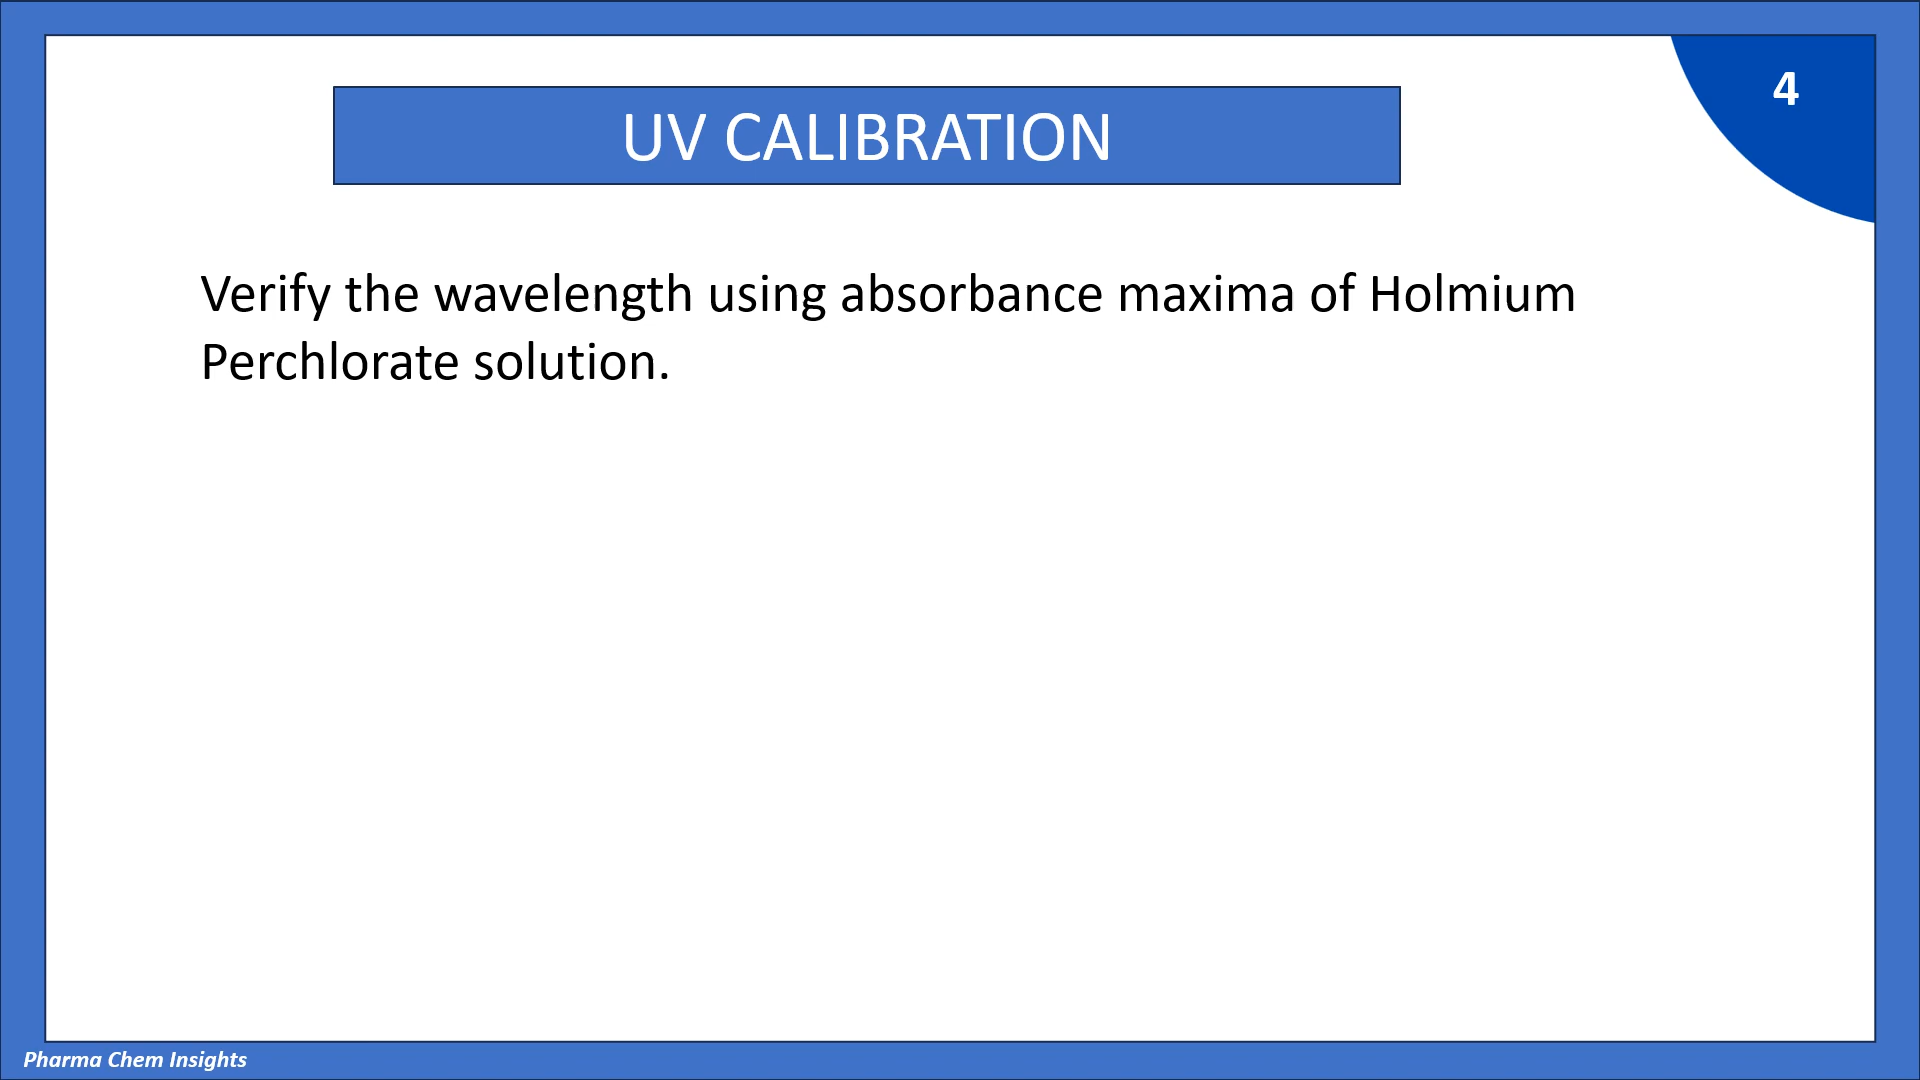 4
UV CALIBRATION
Verify the wavelength using absorbance maxima of Holmium
Perchlorate solution.
Pharma Chem Insights